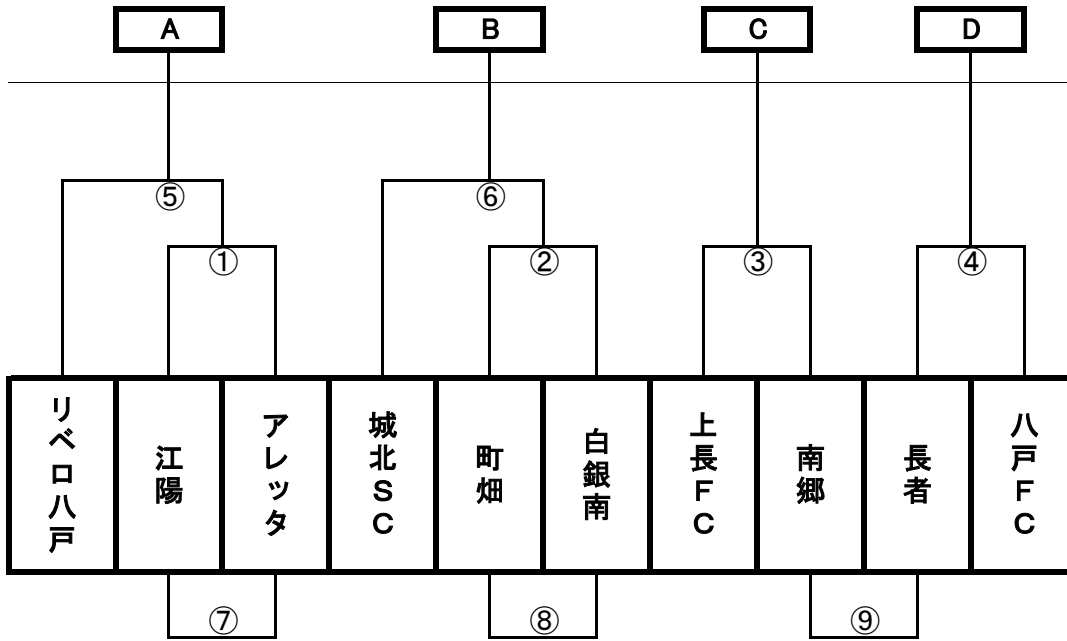 A
B
C
D
⑤
⑥
①
②
③
④
リベロ八戸
江陽
アレッタ
城北SC
町畑
白銀南
上長FC
南郷
長者
八戸FC
⑦
⑧
⑨